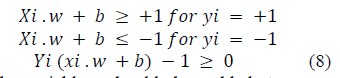 Xi .w + b ≥ +1 for yi = +1
Xi .w + b ≤ −1 for yi = −1
Yi (xi .w + b) − 1 ≥ 0 (8)